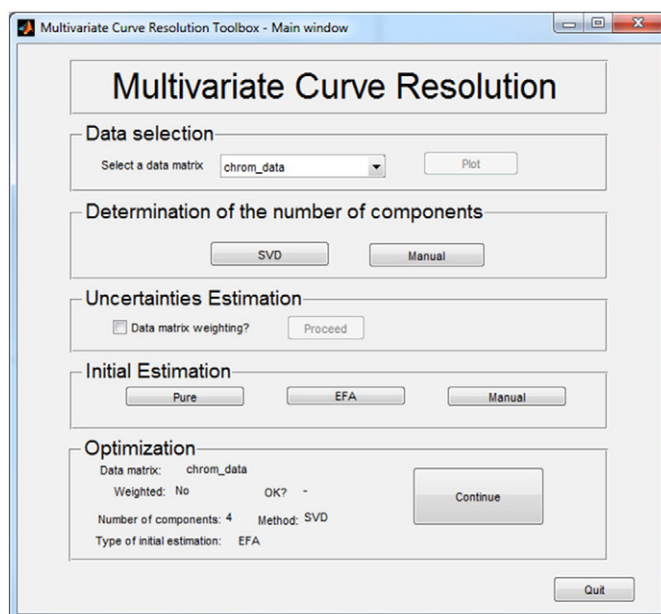 Multivariate Curve Resolution Toolbox - Main window
Multivariate Curve Resolution
Data selection
Select a data matrix chrom_data Plot
Determination of the number of components
SVD Manual
Uncertainties Estimation
Data matrix weighting? Proceed
Initial Estimation
Pure EFA Manual
Optimization
Data matrix: chrom_data
Weighted: No OK? -
Continue
Number of components: 4 Method: SVD
Type of initial estimation: EFA
Quit